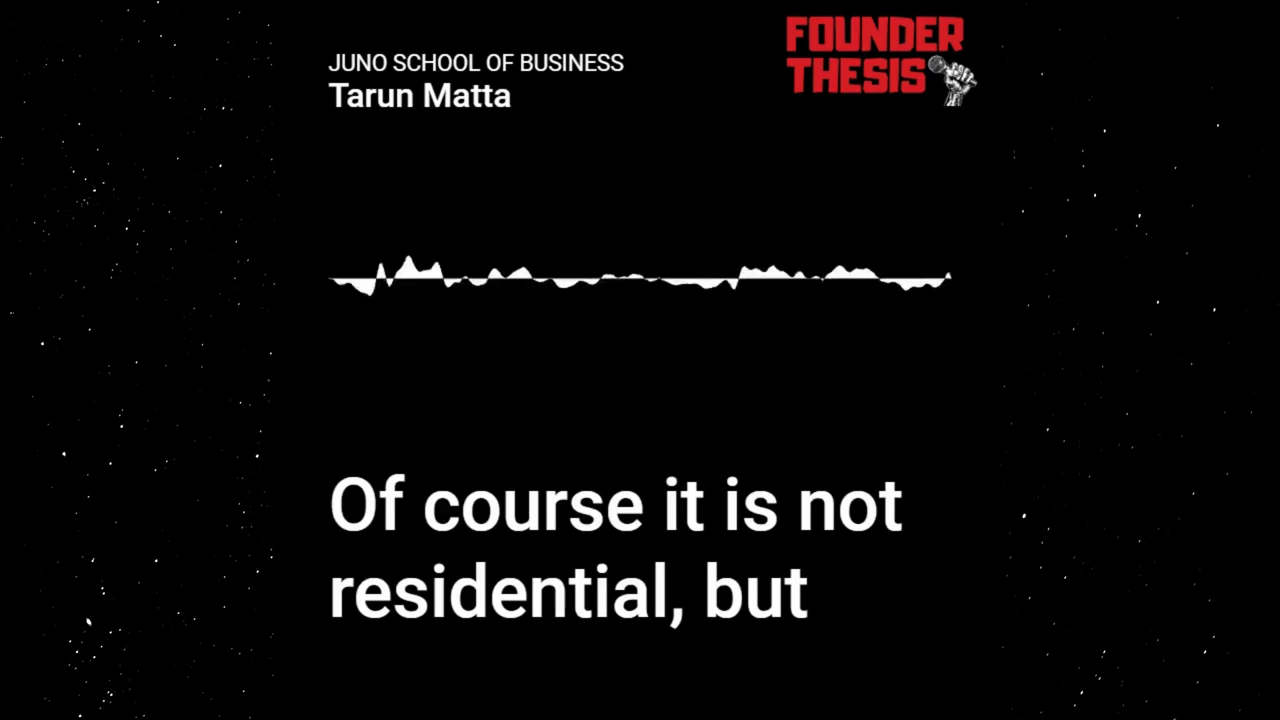 JUNO SCHOOL OF BUSINESS
Tarun Matta
FOUNDER
THESIS
Of course it is not
residential, but